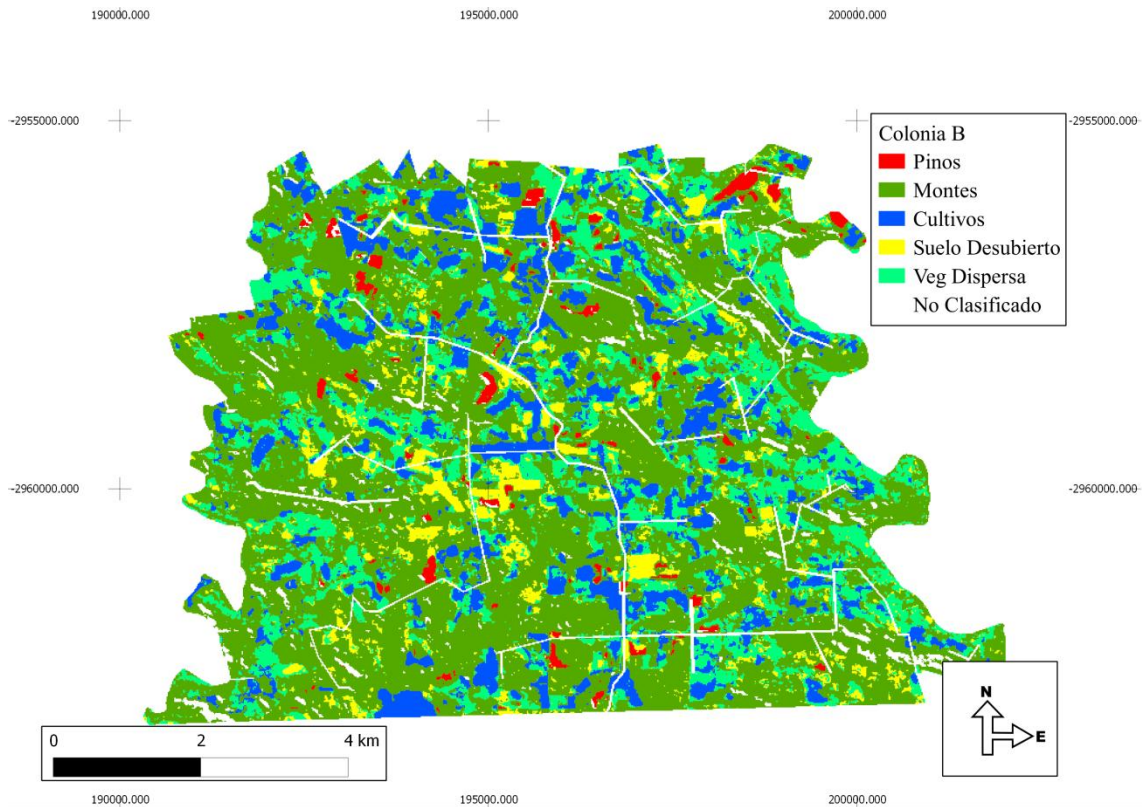 190000.000 195000.000 200000.000
-2955000.000 -2955000.000
Colonia B
Pinos
Montes
Cultivos
Suelo Desubierto
Veg Dispersa
No Clasificado
-2960000.000 -2960000.000
N
E
0 2 4 km
190000.000 195000.000 200000.000